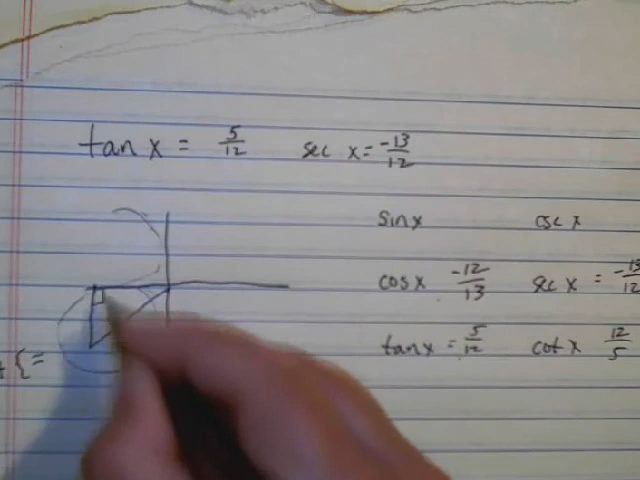 tan x = 5/12 sec x = -13/12
sin x csc x
cos x -12/13 sec x = -13/12
{=
tan x = 5/12 cot x 12/5